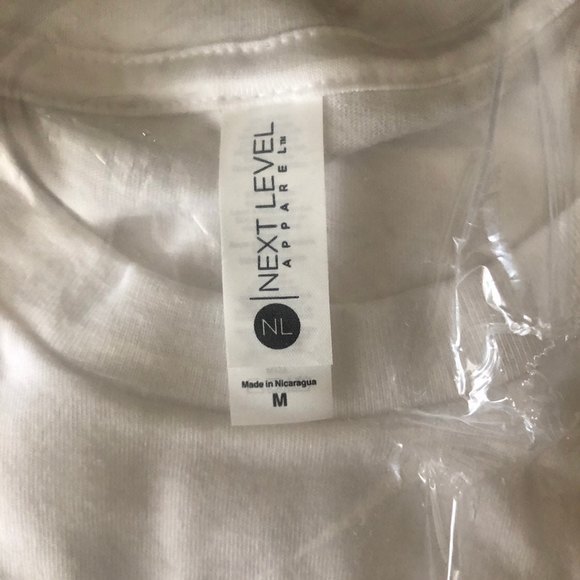 NEXT LEVEL
APPAREL™
NL
Made in Nicaragua
M